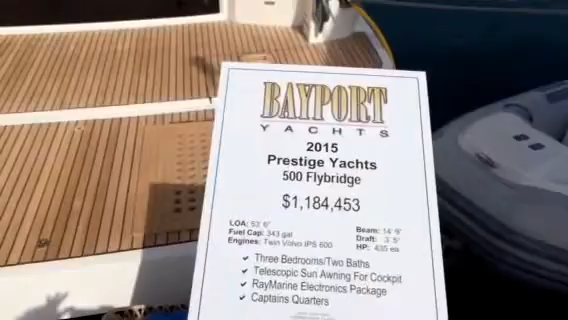 BAYPORT
YACHTS
2015
Prestige Yachts
500 Flybridge
$1,184,453
LOA: 53' 6"
Beam: 14' 9"
Fuel Cap: 343 gal
Draft: 3' 5"
Engines: Twin Volvo IPS 600
HP: 435 ea
✓ Three Bedrooms/Two Baths
✓ Telescopic Sun Awning For Cockpit
✓ RayMarine Electronics Package
✓ Captains Quarters